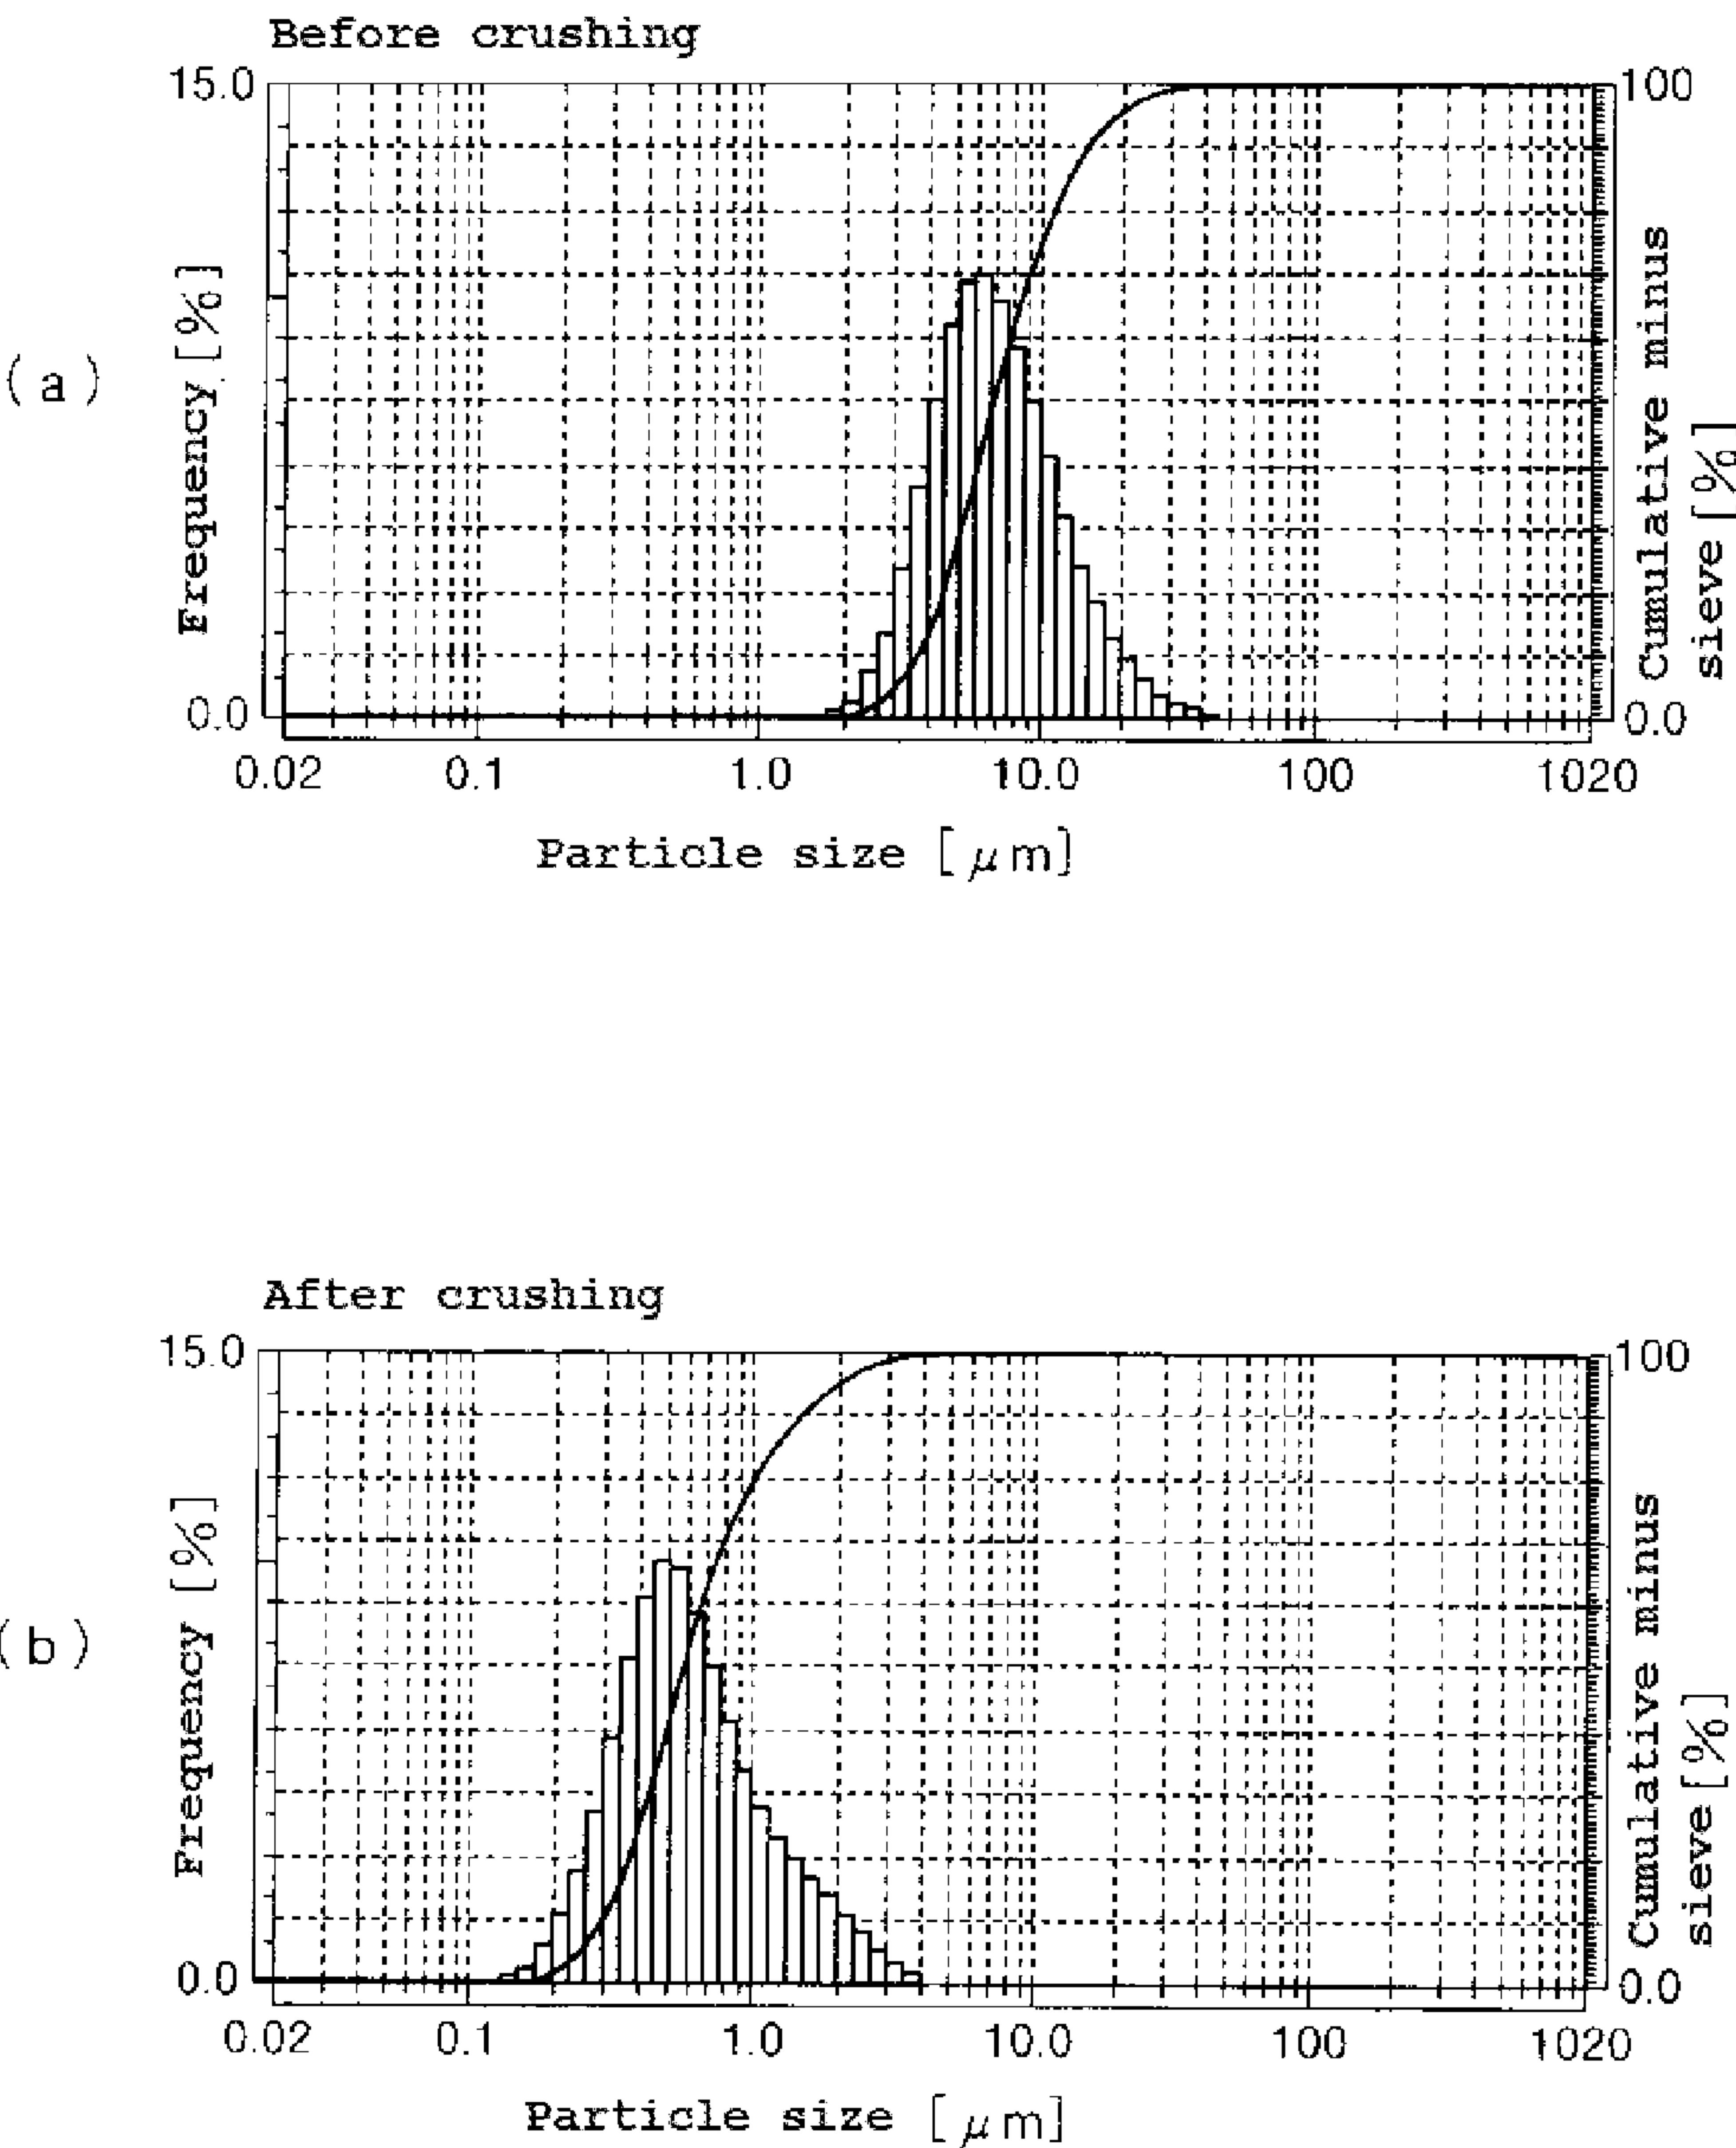 Before crushing
15.0
100
(a)
Frequency [%]
Cumulative minus
sieve [%]
0.0
0.0
0.02
0.1
1.0
10.0
100
1020
Particle size [μm]
After crushing
15.0
100
(b)
Frequency [%]
Cumulative minus
sieve [%]
0.0
0.0
0.02
0.1
1.0
10.0
100
1020
Particle size [μm]